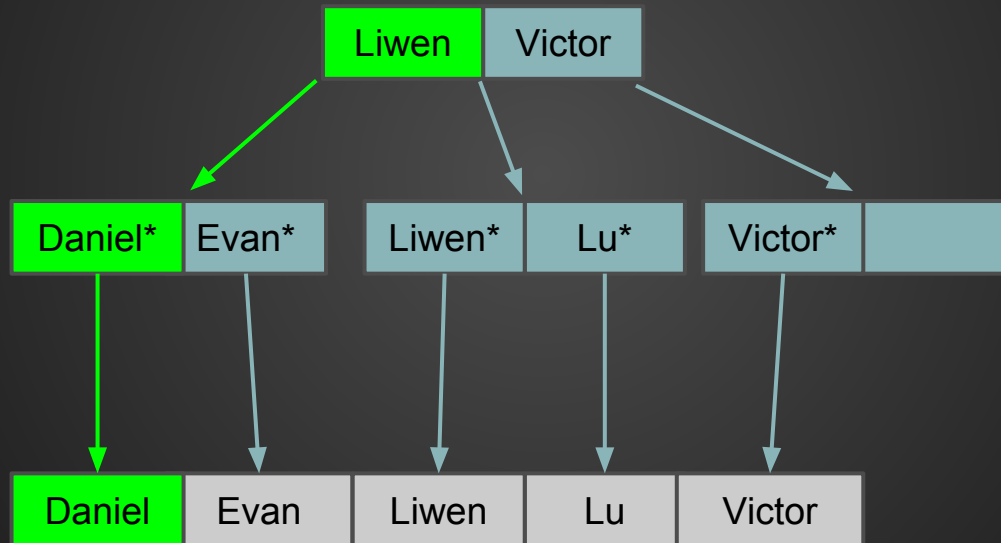 Liwen Victor
Daniel* Evan* Liwen* Lu* Victor*
Daniel Evan Liwen Lu Victor